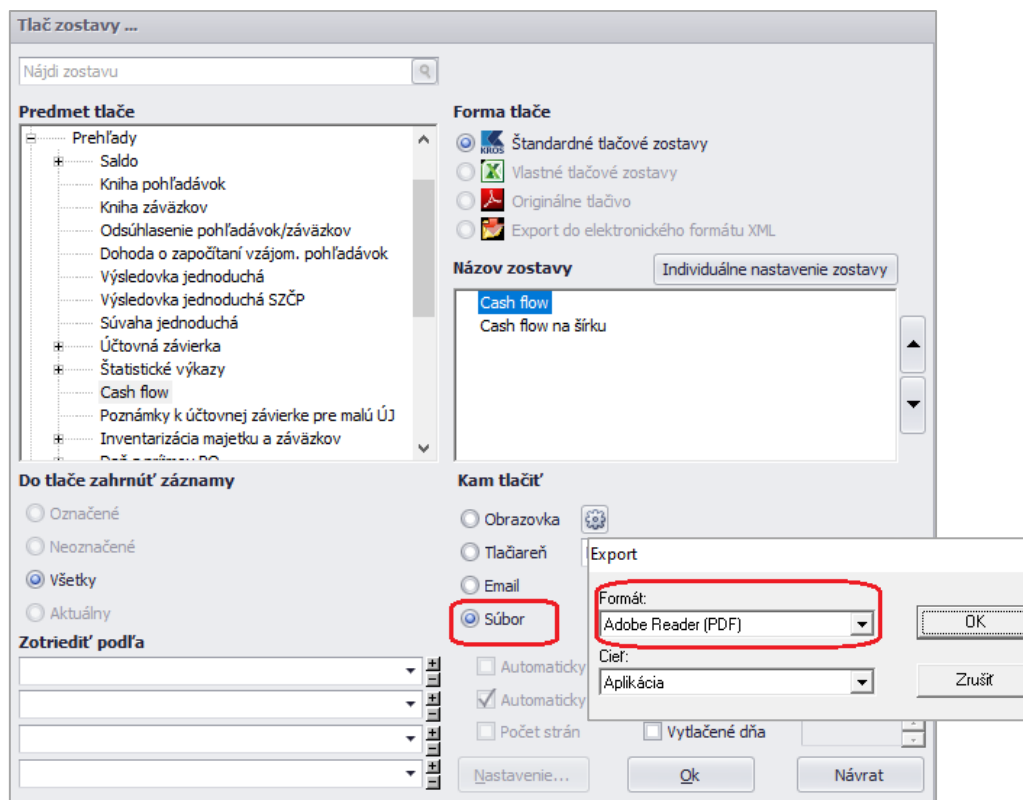 Tlač zostavy ...
Nájdi zostavu
Predmet tlače
Prehľady
Saldo
Kniha pohľadávok
Kniha záväzkov
Odsúhlasenie pohľadávok/záväzkov
Dohoda o započítaní vzájom. pohľadávok
Výsledovka jednoduchá
Výsledovka jednoduchá SZČP
Súvaha jednoduchá
Účtovná závierka
Štatistické výkazy
Cash flow
Poznámky k účtovnej závierke pre malú ÚJ
Inventarizácia majetku a záväzkov
Forma tlače
KROS Štandardné tlačové zostavy
Vlastné tlačové zostavy
Originálne tlačivo
Export do elektronického formátu XML
Názov zostavy
Individuálne nastavenie zostavy
Cash flow
Cash flow na šírku
Do tlače zahrnúť záznamy
Označené
Neoznačené
Všetky
Aktuálny
Zotriediť podľa
Kam tlačiť
Obrazovka
Tlačiareň
Email
Súbor
Automaticky
Automaticky
Počet strán
Vytlačené dňa
Nastavenie...
Ok
Návrat
Export
Formát:
Adobe Reader (PDF)
Cieľ:
Aplikácia
OK
Zrušiť